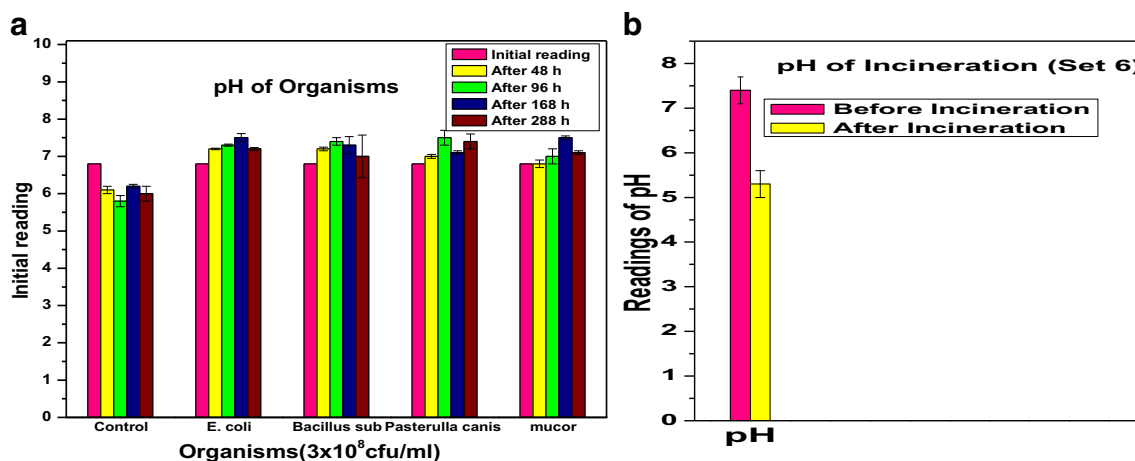 a
10
9
8
7
6
5
4
3
2
1
0
Initial reading
pH of Organisms
Initial reading
After 48 h
After 96 h
After 168 h
After 288 h
Control
E. coli
Bacillus sub
Pasterulla canis
mucor
Organisms(3x10⁸cfu/ml)
b
8
7
6
5
4
3
2
1
0
Readings of pH
pH of Incineration (Set 6)
Before Incineration
After Incineration
pH